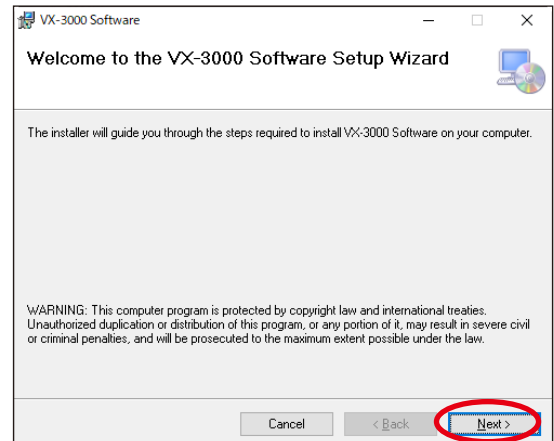 VX-3000 Software
Welcome to the VX-3000 Software Setup Wizard
The installer will guide you through the steps required to install VX-3000 Software on your computer.
WARNING: This computer program is protected by copyright law and international treaties.
Unauthorized duplication or distribution of this program, or any portion of it, may result in severe civil
or criminal penalties, and will be prosecuted to the maximum extent possible under the law.
Cancel < Back Next >